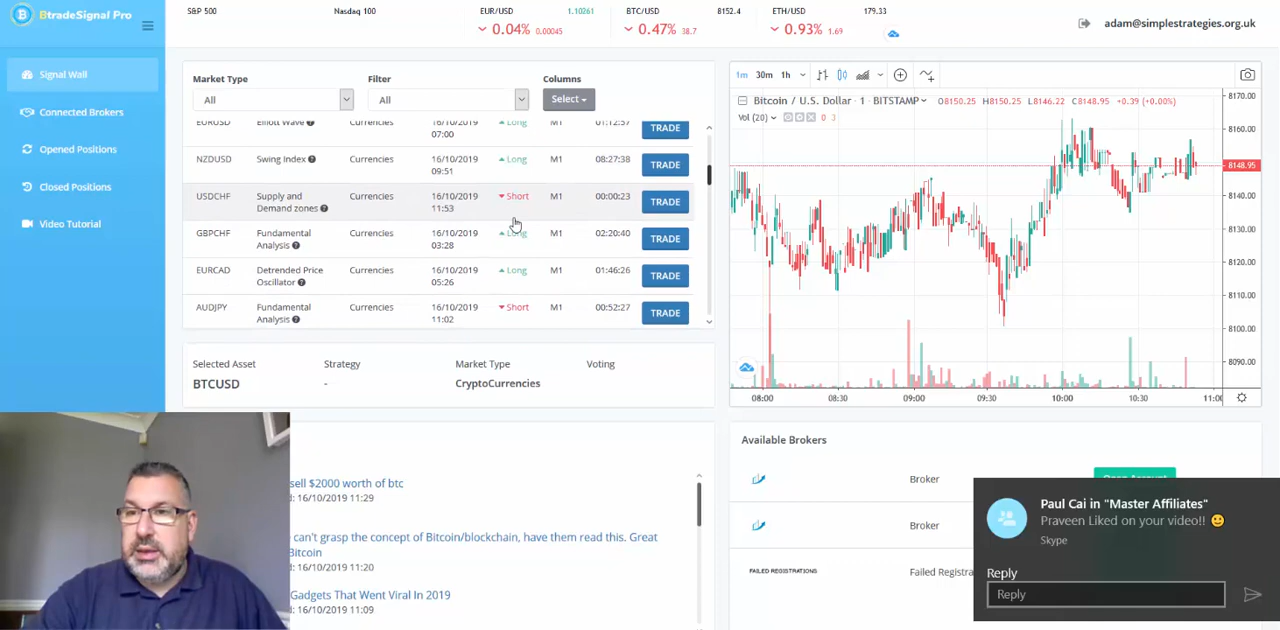 BtradeSignal Pro
S&P 500
Nasdaq 100
EUR/USD 1.10261
0.04% 0.00045
BTC/USD 8152.4
0.47% 38.7
ETH/USD 179.33
0.93% 1.69
adam@simplestrategies.org.uk
Signal Wall
Connected Brokers
Opened Positions
Closed Positions
Video Tutorial
Market Type Filter Columns
All All Select
EURUSD Elliott Wave Currencies 16/10/2019 Long M1 01:12:57 TRADE
07:00
NZDUSD Swing Index Currencies 16/10/2019 Long M1 08:27:38 TRADE
09:51
USDCHF Supply and Currencies 16/10/2019 Short M1 00:00:23 TRADE
Demand zones 11:53
GBPCHF Fundamental Currencies 16/10/2019 Long M1 02:20:40 TRADE
Analysis 03:28
EURCAD Detrended Price Currencies 16/10/2019 Long M1 01:46:26 TRADE
Oscillator 05:26
AUDJPY Fundamental Currencies 16/10/2019 Short M1 00:52:27 TRADE
Analysis 11:02
Selected Asset Strategy Market Type Voting
BTCUSD - CryptoCurrencies
1m 30m 1h
Bitcoin / U.S. Dollar · 1 · BITSTAMP O8150.25 H8150.25 L8146.22 C8148.95 +0.39 (+0.00%)
Vol (20) 0 3
8170.00
8160.00
8148.95
8140.00
8130.00
8120.00
8110.00
8100.00
8090.00
08:00 08:30 09:00 09:30 10:00 10:30 11:00
sell $2000 worth of btc
d: 16/10/2019 11:29
can't grasp the concept of Bitcoin/blockchain, have them read this. Great
Bitcoin
16/10/2019 11:20
Gadgets That Went Viral In 2019
16/10/2019 11:09
Available Brokers
Broker
Broker
FAILED REGISTRATIONS Failed Registra
Paul Cai in "Master Affiliates"
Praveen Liked on your video!! 🙂
Skype
Reply
Reply